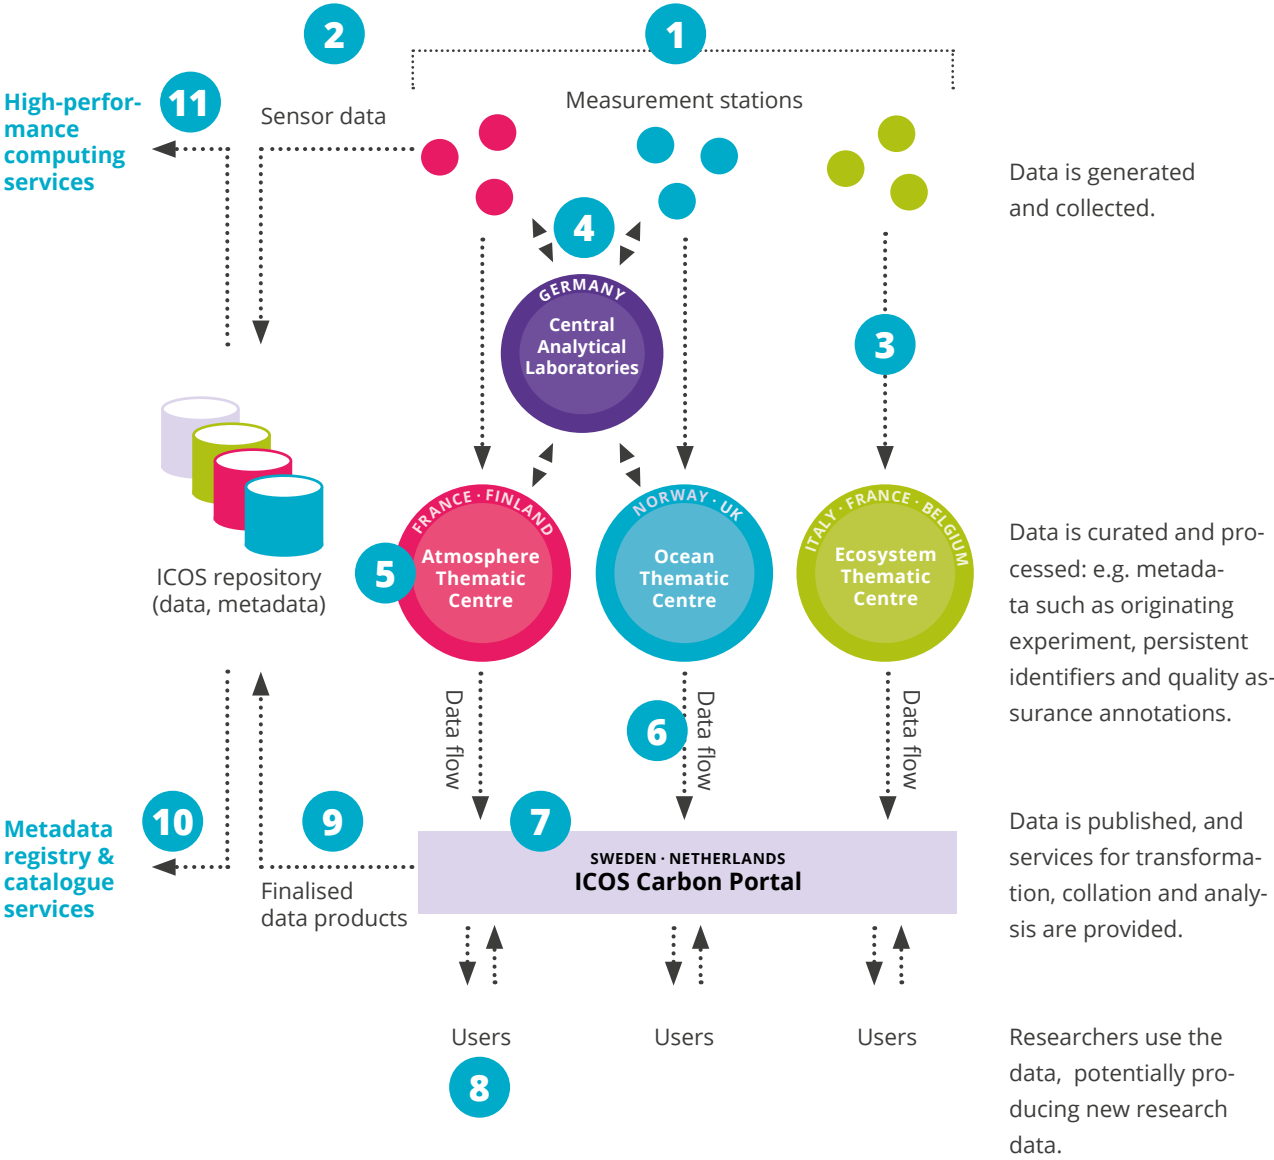 2
1
11
High-perfor-
mance
computing
services
Sensor data
Measurement stations
Data is generated
and collected.
4
GERMANY
Central
Analytical
Laboratories
3
ICOS repository
(data, metadata)
5
FRANCE · FINLAND
Atmosphere
Thematic
Centre
NORWAY · UK
Ocean
Thematic
Centre
ITALY · FRANCE · BELGIUM
Ecosystem
Thematic
Centre
Data is curated and pro-
cessed: e.g. metada-
ta such as originating
experiment, persistent
identifiers and quality as-
surance annotations.
Data flow
6
Data flow
Data flow
10
9
7
Metadata
registry &
catalogue
services
Finalised
data products
SWEDEN · NETHERLANDS
ICOS Carbon Portal
Data is published, and
services for transforma-
tion, collation and analy-
sis are provided.
Users
Users
Users
8
Researchers use the
data, potentially pro-
ducing new research
data.